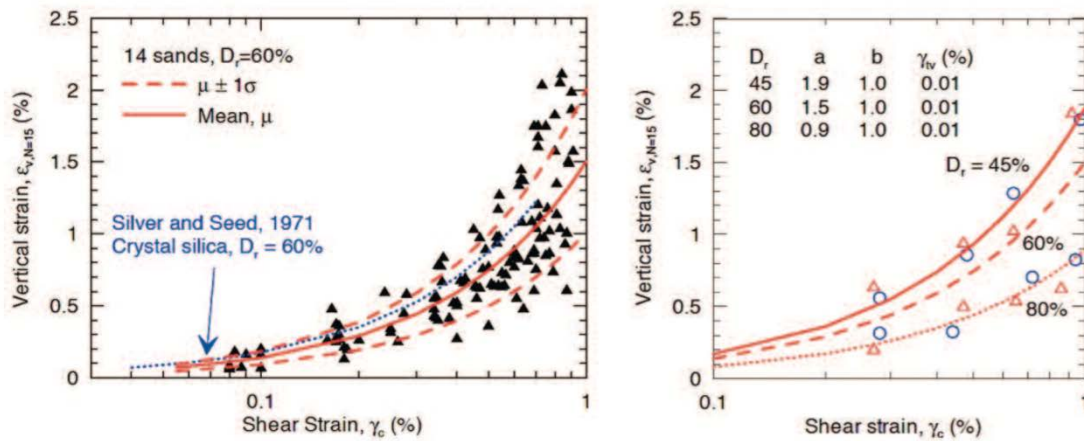 2.5
2
1.5
1
0.5
0
Vertical strain, εv,N=15 (%)
14 sands, Dr=60%
μ ± 1σ
Mean, μ
Silver and Seed, 1971
Crystal silica, Dr = 60%
0.1
1
Shear Strain, γc (%)
2.5
2
1.5
1
0.5
0
Vertical strain, εv,N=15 (%)
Dr a b γtv (%)
45 1.9 1.0 0.01
60 1.5 1.0 0.01
80 0.9 1.0 0.01
Dr = 45%
60%
80%
0.1
1
Shear strain, γc (%)